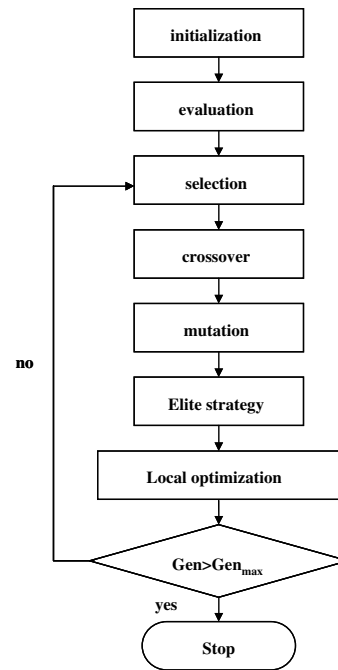 initialization
evaluation
selection
crossover
mutation
no
Elite strategy
Local optimization
Gen>Genmax
yes
Stop